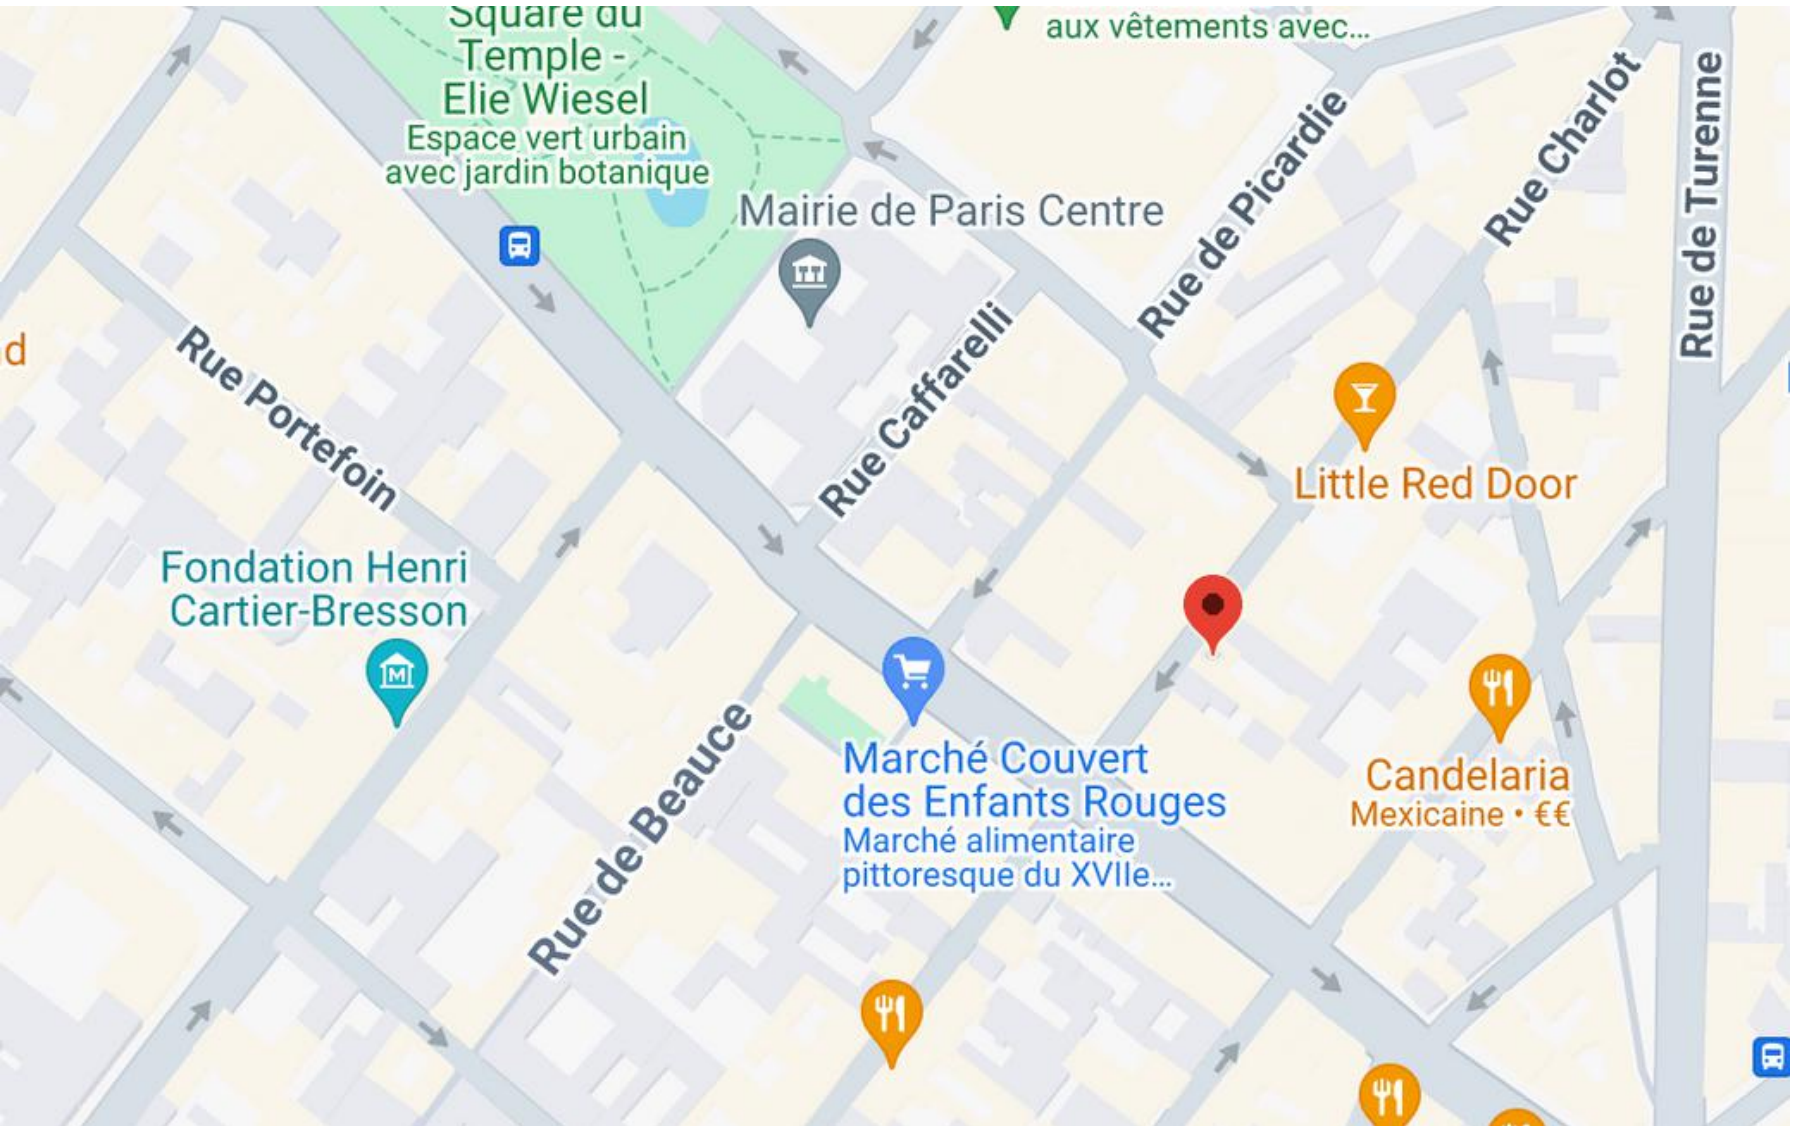 Square du
Temple -
Elie Wiesel
Espace vert urbain
avec jardin botanique
aux vêtements avec...
Mairie de Paris Centre
Rue de Picardie
Rue Charlot
Rue de Turenne
nd
Rue Portefoin
Rue Caffarelli
Little Red Door
Fondation Henri
Cartier-Bresson
M
Rue de Beauce
Marché Couvert
des Enfants Rouges
Marché alimentaire
pittoresque du XVIIe...
Candelaria
Mexicaine • €€